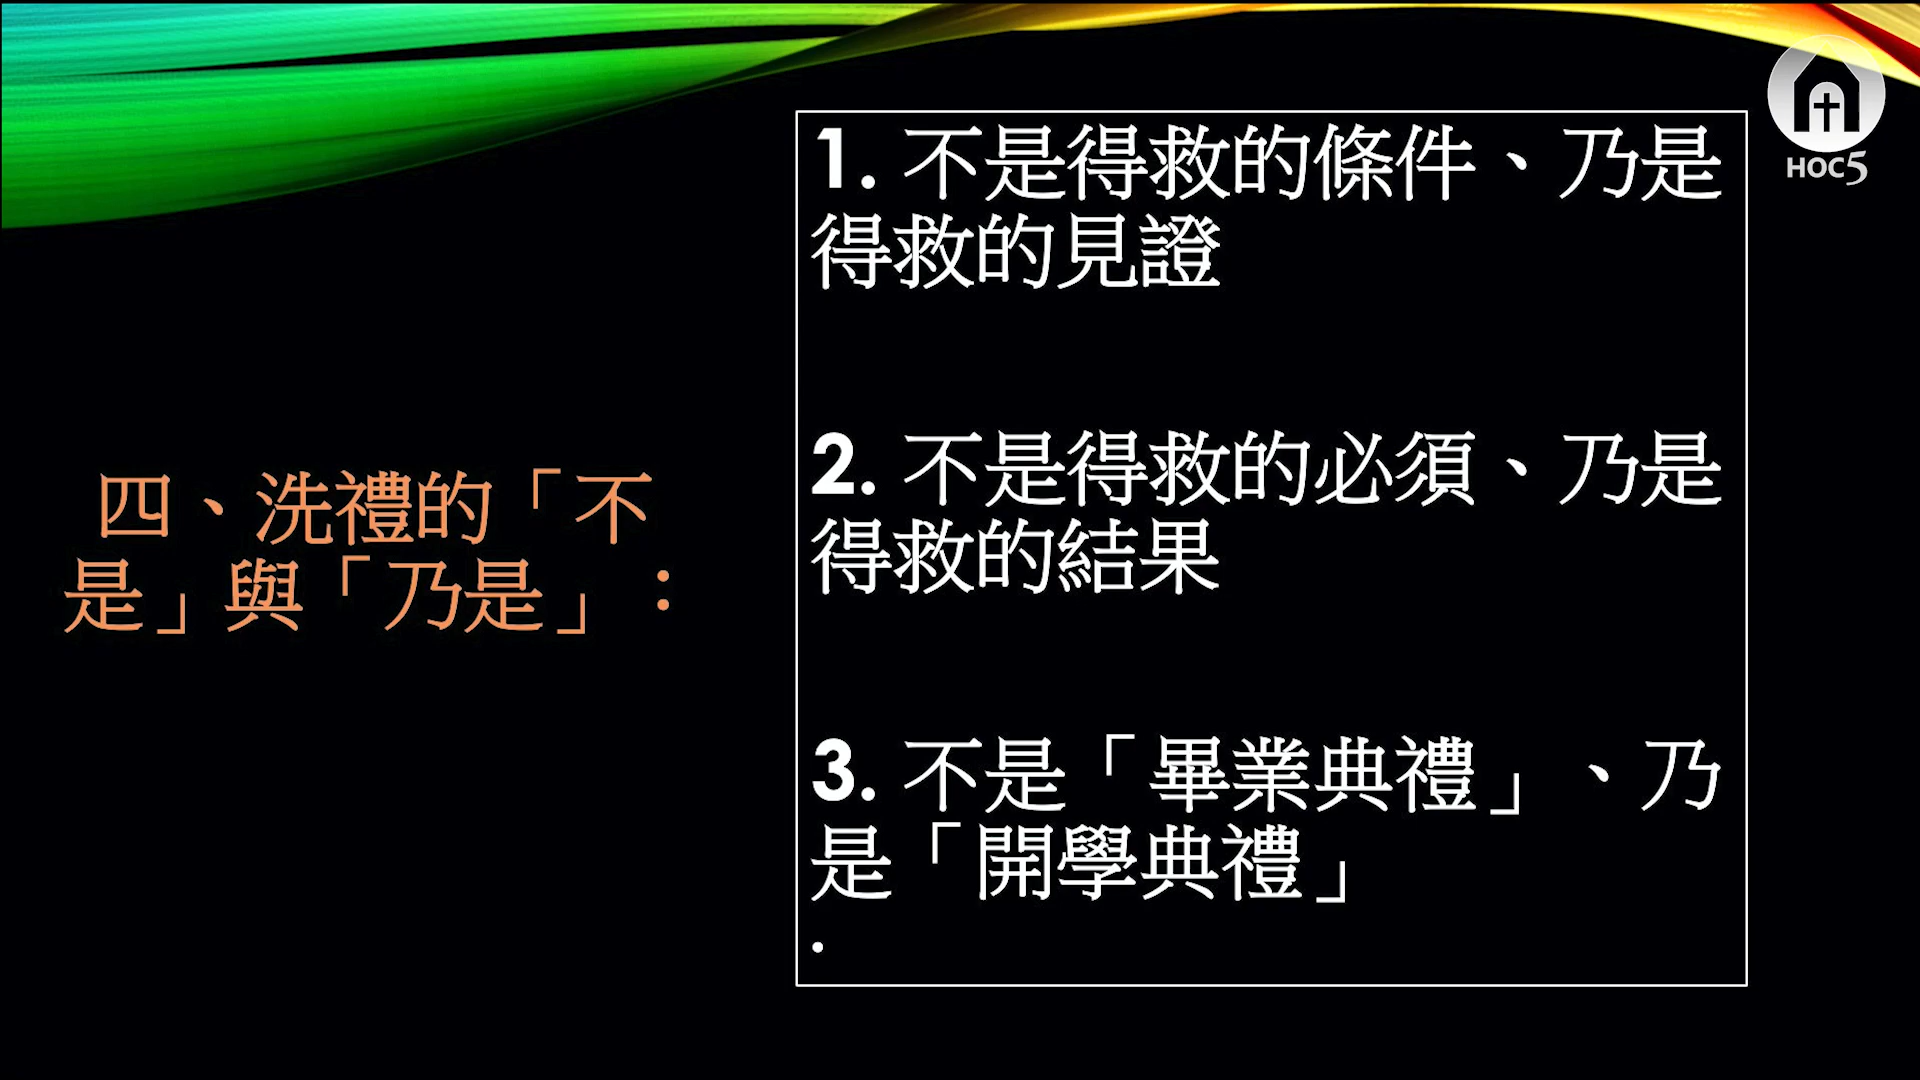 四、洗禮的「不
是」與「乃是」：
1. 不是得救的條件、乃是
得救的見證
2. 不是得救的必須、乃是
得救的結果
3. 不是「畢業典禮」、乃
是「開學典禮」
.
HOC5